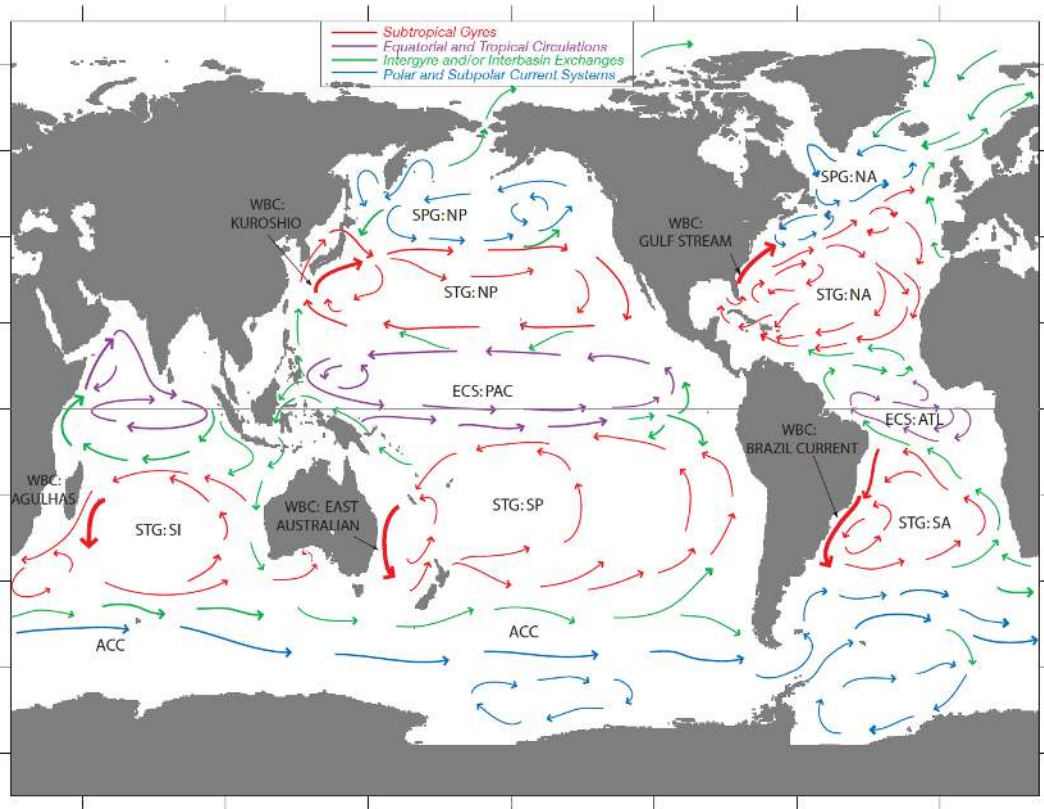 Subtropical Gyres
Equatorial and Tropical Circulations
Intergyre and/or Interbasin Exchanges
Polar and Subpolar Current Systems
SPG:NA
WBC:
KUROSHIO
SPG:NP
WBC:
GULF STREAM
STG:NP
STG:NA
ECS:PAC
ECS:ATL
WBC:
BRAZIL CURRENT
WBC:
AGULHAS
WBC: EAST
AUSTRALIAN
STG:SP
STG:SI
STG:SA
ACC
ACC